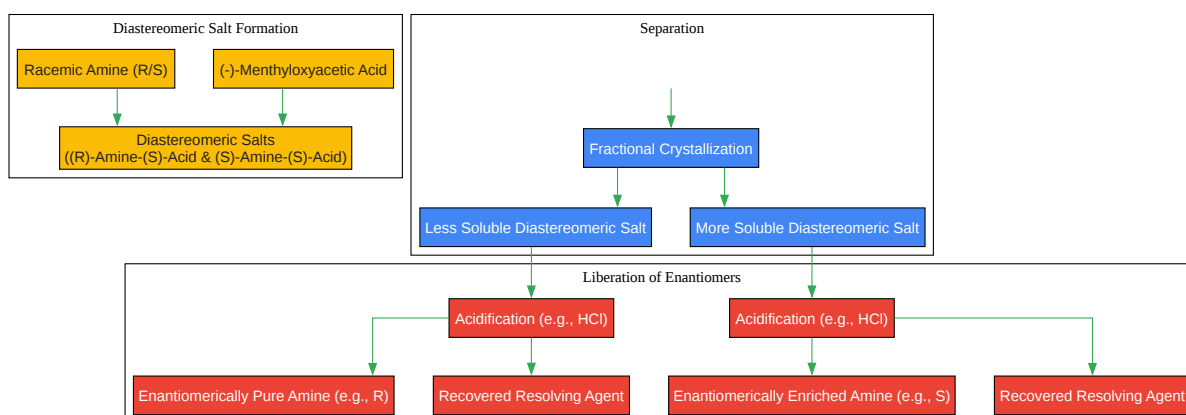 Diastereomeric Salt Formation
Racemic Amine (R/S)
(-)-Menthyloxyacetic Acid
Diastereomeric Salts
((R)-Amine-(S)-Acid & (S)-Amine-(S)-Acid)
Separation
Fractional Crystallization
Less Soluble Diastereomeric Salt
More Soluble Diastereomeric Salt
Liberation of Enantiomers
Acidification (e.g., HCl)
Acidification (e.g., HCl)
Enantiomerically Pure Amine (e.g., R)
Recovered Resolving Agent
Enantiomerically Enriched Amine (e.g., S)
Recovered Resolving Agent